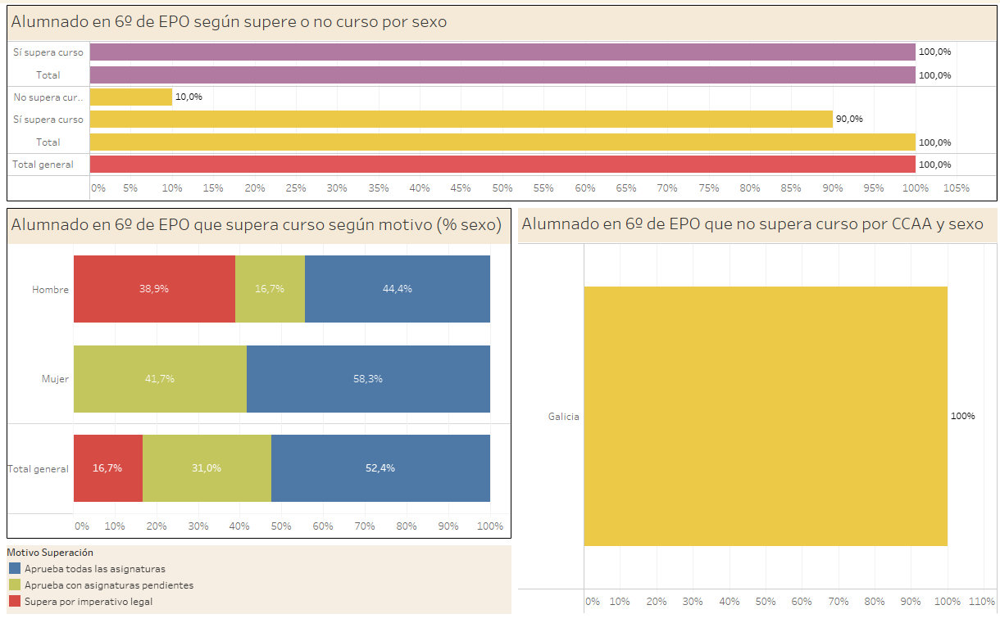 Alumnado en 6º de EPO según supere o no curso por sexo
Sí supera curso 100,0%
Total 100,0%
No supera cur.. 10,0%
Sí supera curso 90,0%
Total 100,0%
Total general 100,0%
0% 5% 10% 15% 20% 25% 30% 35% 40% 45% 50% 55% 60% 65% 70% 75% 80% 85% 90% 95% 100% 105%
Alumnado en 6º de EPO que supera curso según motivo (% sexo)
Hombre 38,9% 16,7% 44,4%
Mujer 41,7% 58,3%
Total general 16,7% 31,0% 52,4%
0% 10% 20% 30% 40% 50% 60% 70% 80% 90% 100%
Motivo Superación
Aprueba todas las asignaturas
Aprueba con asignaturas pendientes
Supera por imperativo legal
Alumnado en 6º de EPO que no supera curso por CCAA y sexo
Galicia 100%
0% 10% 20% 30% 40% 50% 60% 70% 80% 90% 100% 110%